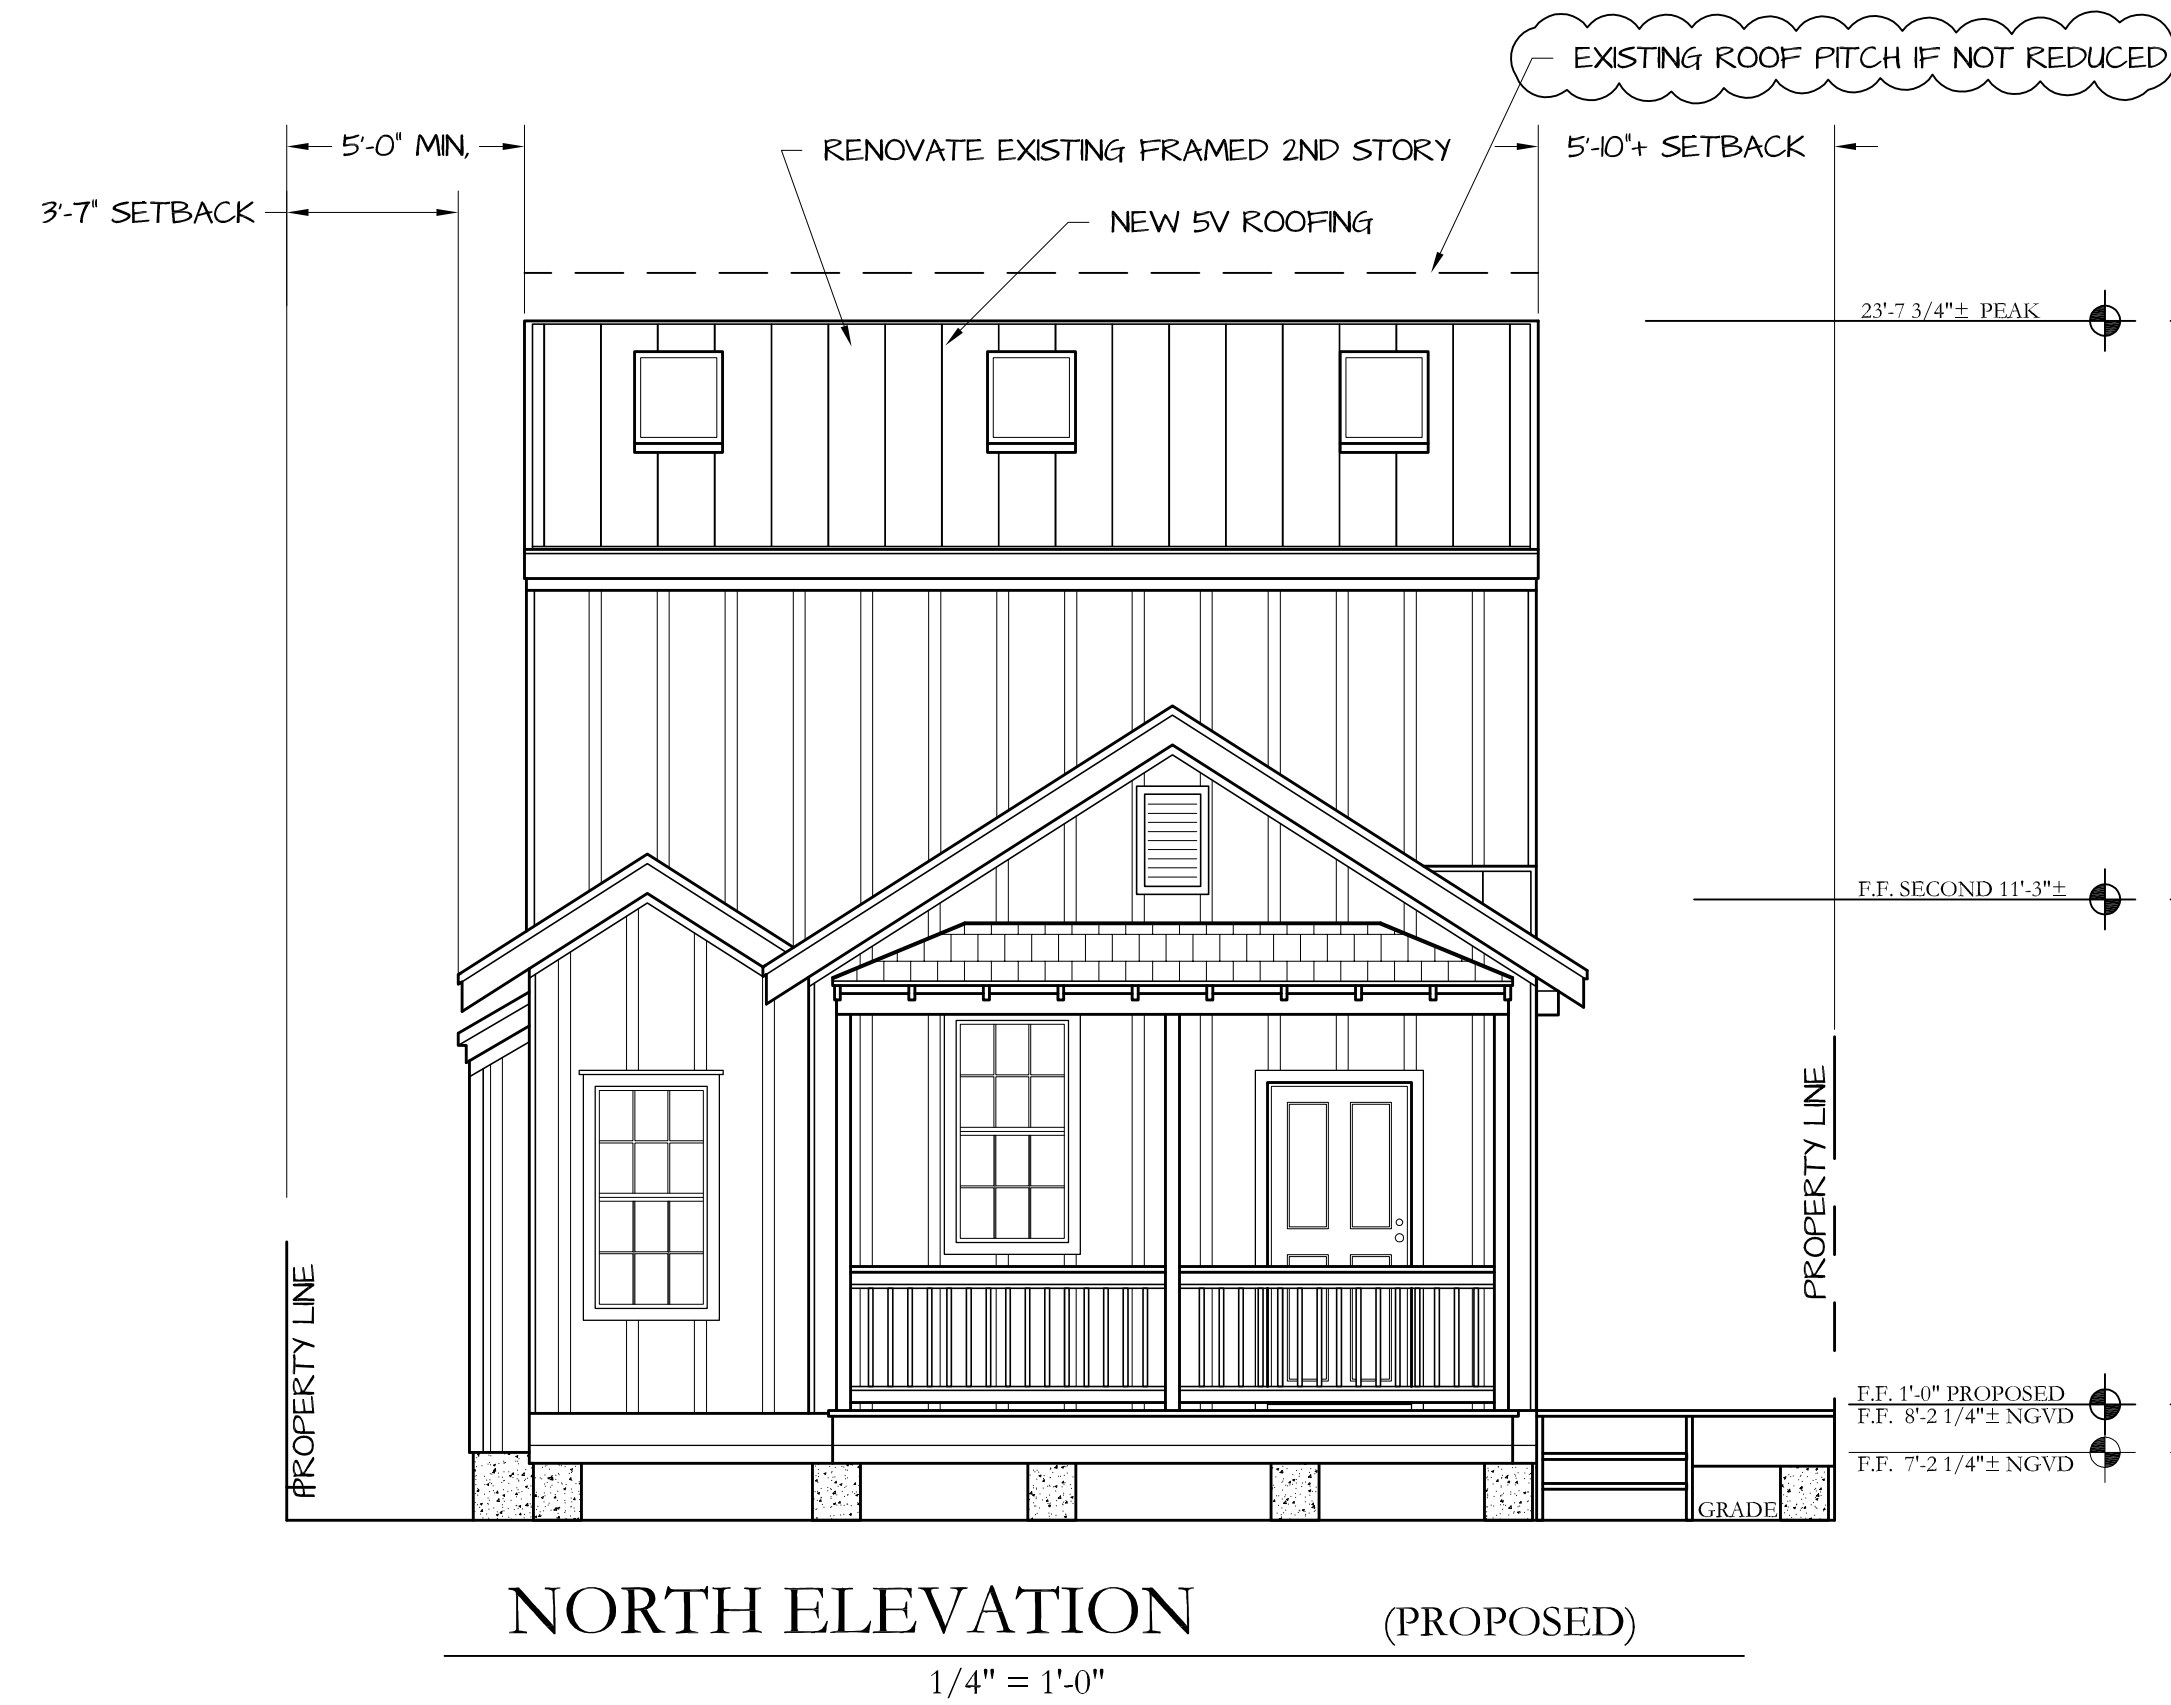 EXISTING ROOF PITCH IF NOT REDUCED
5'-0" MIN,
RENOVATE EXISTING FRAMED 2ND STORY
5'-10"+ SETBACK
3'-7" SETBACK
NEW 5V ROOFING
23'-7 3/4"± PEAK
F.F. SECOND 11'-3"±
PROPERTY LINE
PROPERTY LINE
F.F. 1'-0" PROPOSED
F.F. 8'-2 1/4"± NGVD
F.F. 7'-2 1/4"± NGVD
GRADE
NORTH ELEVATION (PROPOSED)
1/4" = 1'-0"